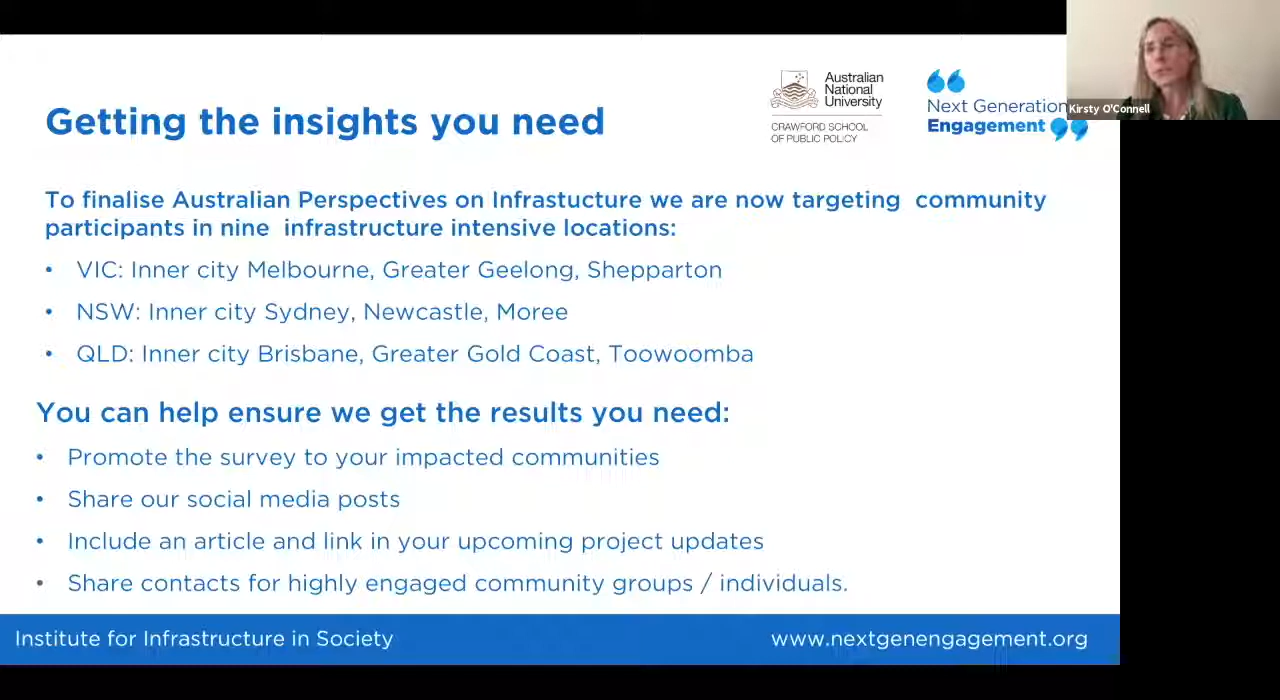 Getting the insights you need
Australian
National
University
CRAWFORD SCHOOL
OF PUBLIC POLICY
Next Generation
Engagement
Kirsty O'Connell
To finalise Australian Perspectives on Infrastucture we are now targeting community
participants in nine infrastructure intensive locations:
• VIC: Inner city Melbourne, Greater Geelong, Shepparton
• NSW: Inner city Sydney, Newcastle, Moree
• QLD: Inner city Brisbane, Greater Gold Coast, Toowoomba
You can help ensure we get the results you need:
• Promote the survey to your impacted communities
• Share our social media posts
• Include an article and link in your upcoming project updates
• Share contacts for highly engaged community groups / individuals.
Institute for Infrastructure in Society
www.nextgenengagement.org